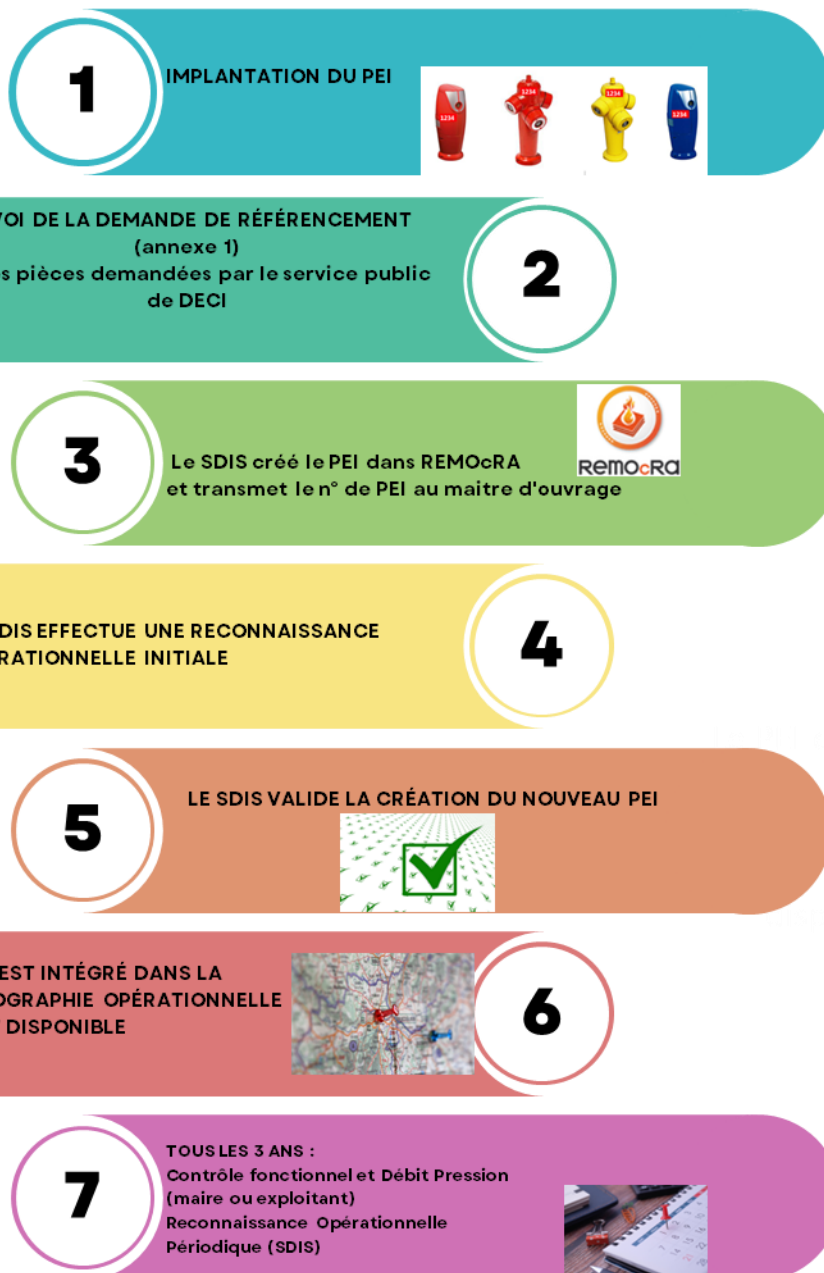 1
IMPLANTATION DU PEI
1234
1234
1234
1234
VOI DE LA DEMANDE DE RÉFÉRENCEMENT
(annexe 1)
s pièces demandées par le service public
de DECI
2
3
Le SDIS créé le PEI dans REMOcRA
et transmet le n° de PEI au maitre d'ouvrage
REMOcRA
DIS EFFECTUE UNE RECONNAISSANCE
RATIONNELLE INITIALE
4
5
LE SDIS VALIDE LA CRÉATION DU NOUVEAU PEI
EST INTÉGRÉ DANS LA
OGRAPHIE OPÉRATIONNELLE
DISPONIBLE
6
7
TOUS LES 3 ANS :
Contrôle fonctionnel et Débit Pression
(maire ou exploitant)
Reconnaissance Opérationnelle
Périodique (SDIS)